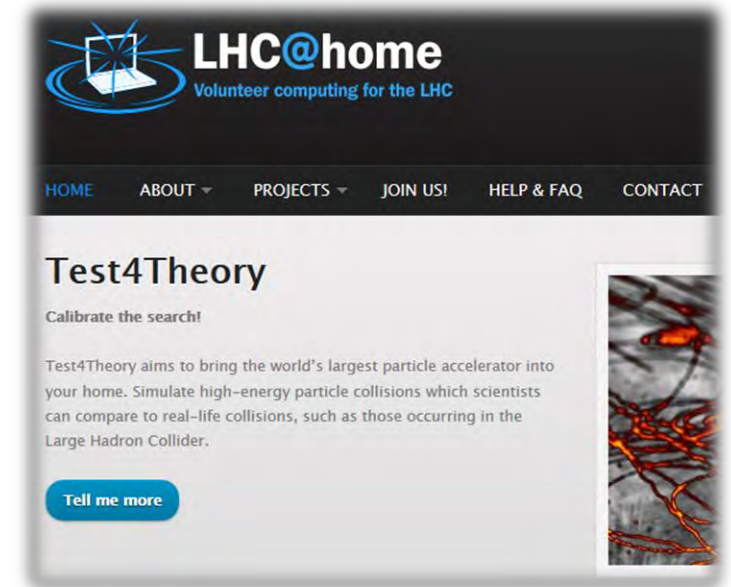 LHC@home
Volunteer computing for the LHC
HOME ABOUT PROJECTS JOIN US! HELP & FAQ CONTACT
Test4Theory
Calibrate the search!
Test4Theory aims to bring the world's largest particle accelerator into
your home. Simulate high-energy particle collisions which scientists
can compare to real-life collisions, such as those occurring in the
Large Hadron Collider.
Tell me more